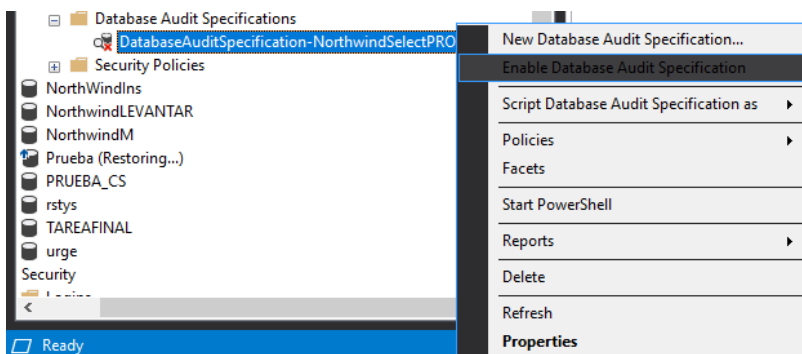 Database Audit Specifications
DatabaseAuditSpecification-NorthwindSelectPRO
Security Policies
NorthWindIns
NorthwindLEVANTAR
NorthwindM
Prueba (Restoring...)
PRUEBA_CS
rstys
TAREAFINAL
urge
Security
Logins
Ready
New Database Audit Specification...
Enable Database Audit Specification
Script Database Audit Specification as
Policies
Facets
Start PowerShell
Reports
Delete
Refresh
Properties